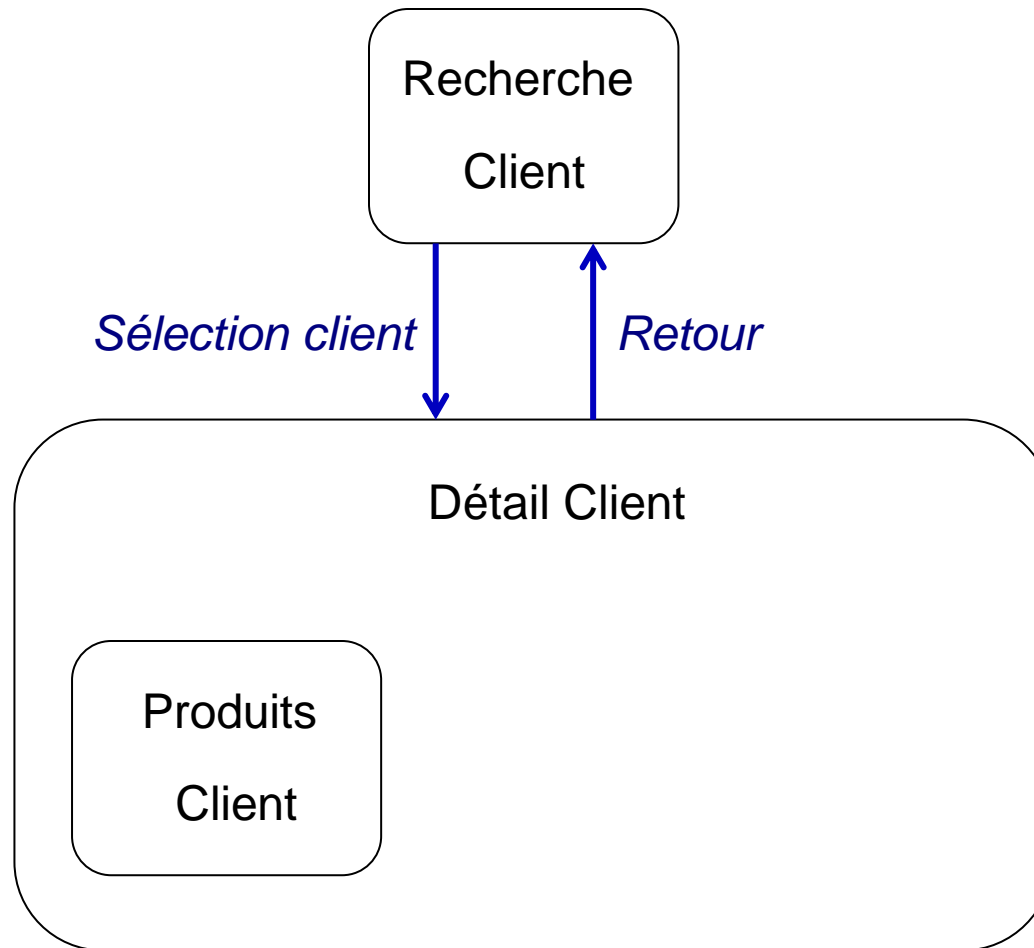 Recherche
Client
Sélection client
Retour
Détail Client
Produits
Client